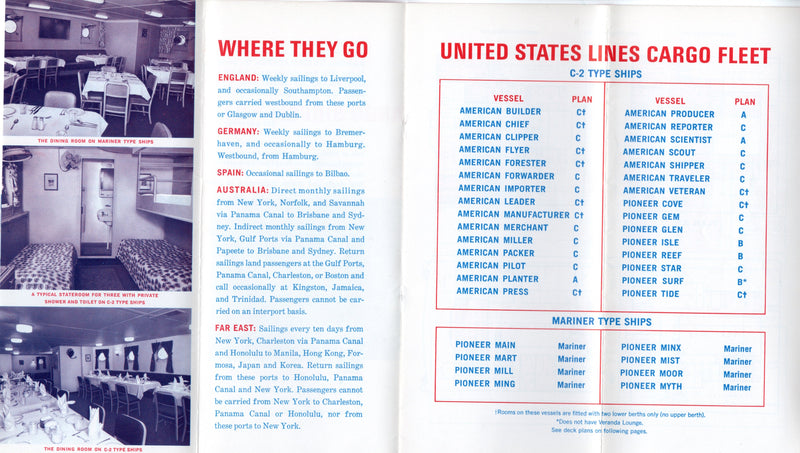 THE DINING ROOM ON MARINER TYPE SHIPS
A TYPICAL STATEROOM FOR THREE WITH PRIVATE
SHOWER AND TOILET ON C-2 TYPE SHIPS
THE DINING ROOM ON C-2 TYPE SHIPS
WHERE THEY GO
ENGLAND: Weekly sailings to Liverpool,
and occasionally Southampton. Passen-
gers carried westbound from these ports
or Glasgow and Dublin.
GERMANY: Weekly sailings to Bremer-
haven, and occasionally to Hamburg.
Westbound, from Hamburg.
SPAIN: Occasional sailings to Bilbao.
AUSTRALIA: Direct monthly sailings
from New York, Norfolk, and Savannah
via Panama Canal to Brisbane and Syd-
ney. Indirect monthly sailings from New
York, Gulf Ports via Panama Canal and
Papeete to Brisbane and Sydney. Return
sailings land passengers at the Gulf Ports,
Panama Canal, Charleston, or Boston and
call occasionally at Kingston, Jamaica,
and Trinidad. Passengers cannot be car-
ried on an interport basis.
FAR EAST: Sailings every ten days from
New York, Charleston via Panama Canal
and Honolulu to Manila, Hong Kong, For-
mosa, Japan and Korea. Return sailings
from these ports to Honolulu, Panama
Canal and New York. Passengers cannot
be carried from New York to Charleston,
Panama Canal or Honolulu, nor from
these ports to New York.
UNITED STATES LINES CARGO FLEET
C-2 TYPE SHIPS
VESSEL PLAN
AMERICAN BUILDER C†
AMERICAN CHIEF C†
AMERICAN CLIPPER C
AMERICAN FLYER C†
AMERICAN FORESTER C†
AMERICAN FORWARDER C
AMERICAN IMPORTER C
AMERICAN LEADER C†
AMERICAN MANUFACTURER C†
AMERICAN MERCHANT C
AMERICAN MILLER C
AMERICAN PACKER C
AMERICAN PILOT C
AMERICAN PLANTER A
AMERICAN PRESS C†
VESSEL PLAN
AMERICAN PRODUCER A
AMERICAN REPORTER C
AMERICAN SCIENTIST A
AMERICAN SCOUT C
AMERICAN SHIPPER C
AMERICAN TRAVELER C
AMERICAN VETERAN C†
PIONEER COVE C†
PIONEER GEM C
PIONEER GLEN C
PIONEER ISLE B
PIONEER REEF B
PIONEER STAR C
PIONEER SURF B*
PIONEER TIDE C†
MARINER TYPE SHIPS
PIONEER MAIN Mariner
PIONEER MART Mariner
PIONEER MILL Mariner
PIONEER MING Mariner
PIONEER MINX Mariner
PIONEER MIST Mariner
PIONEER MOOR Mariner
PIONEER MYTH Mariner
†Rooms on these vessels are fitted with two lower berths only (no upper berth).
*Does not have Veranda Lounge.
See deck plans on following pages.